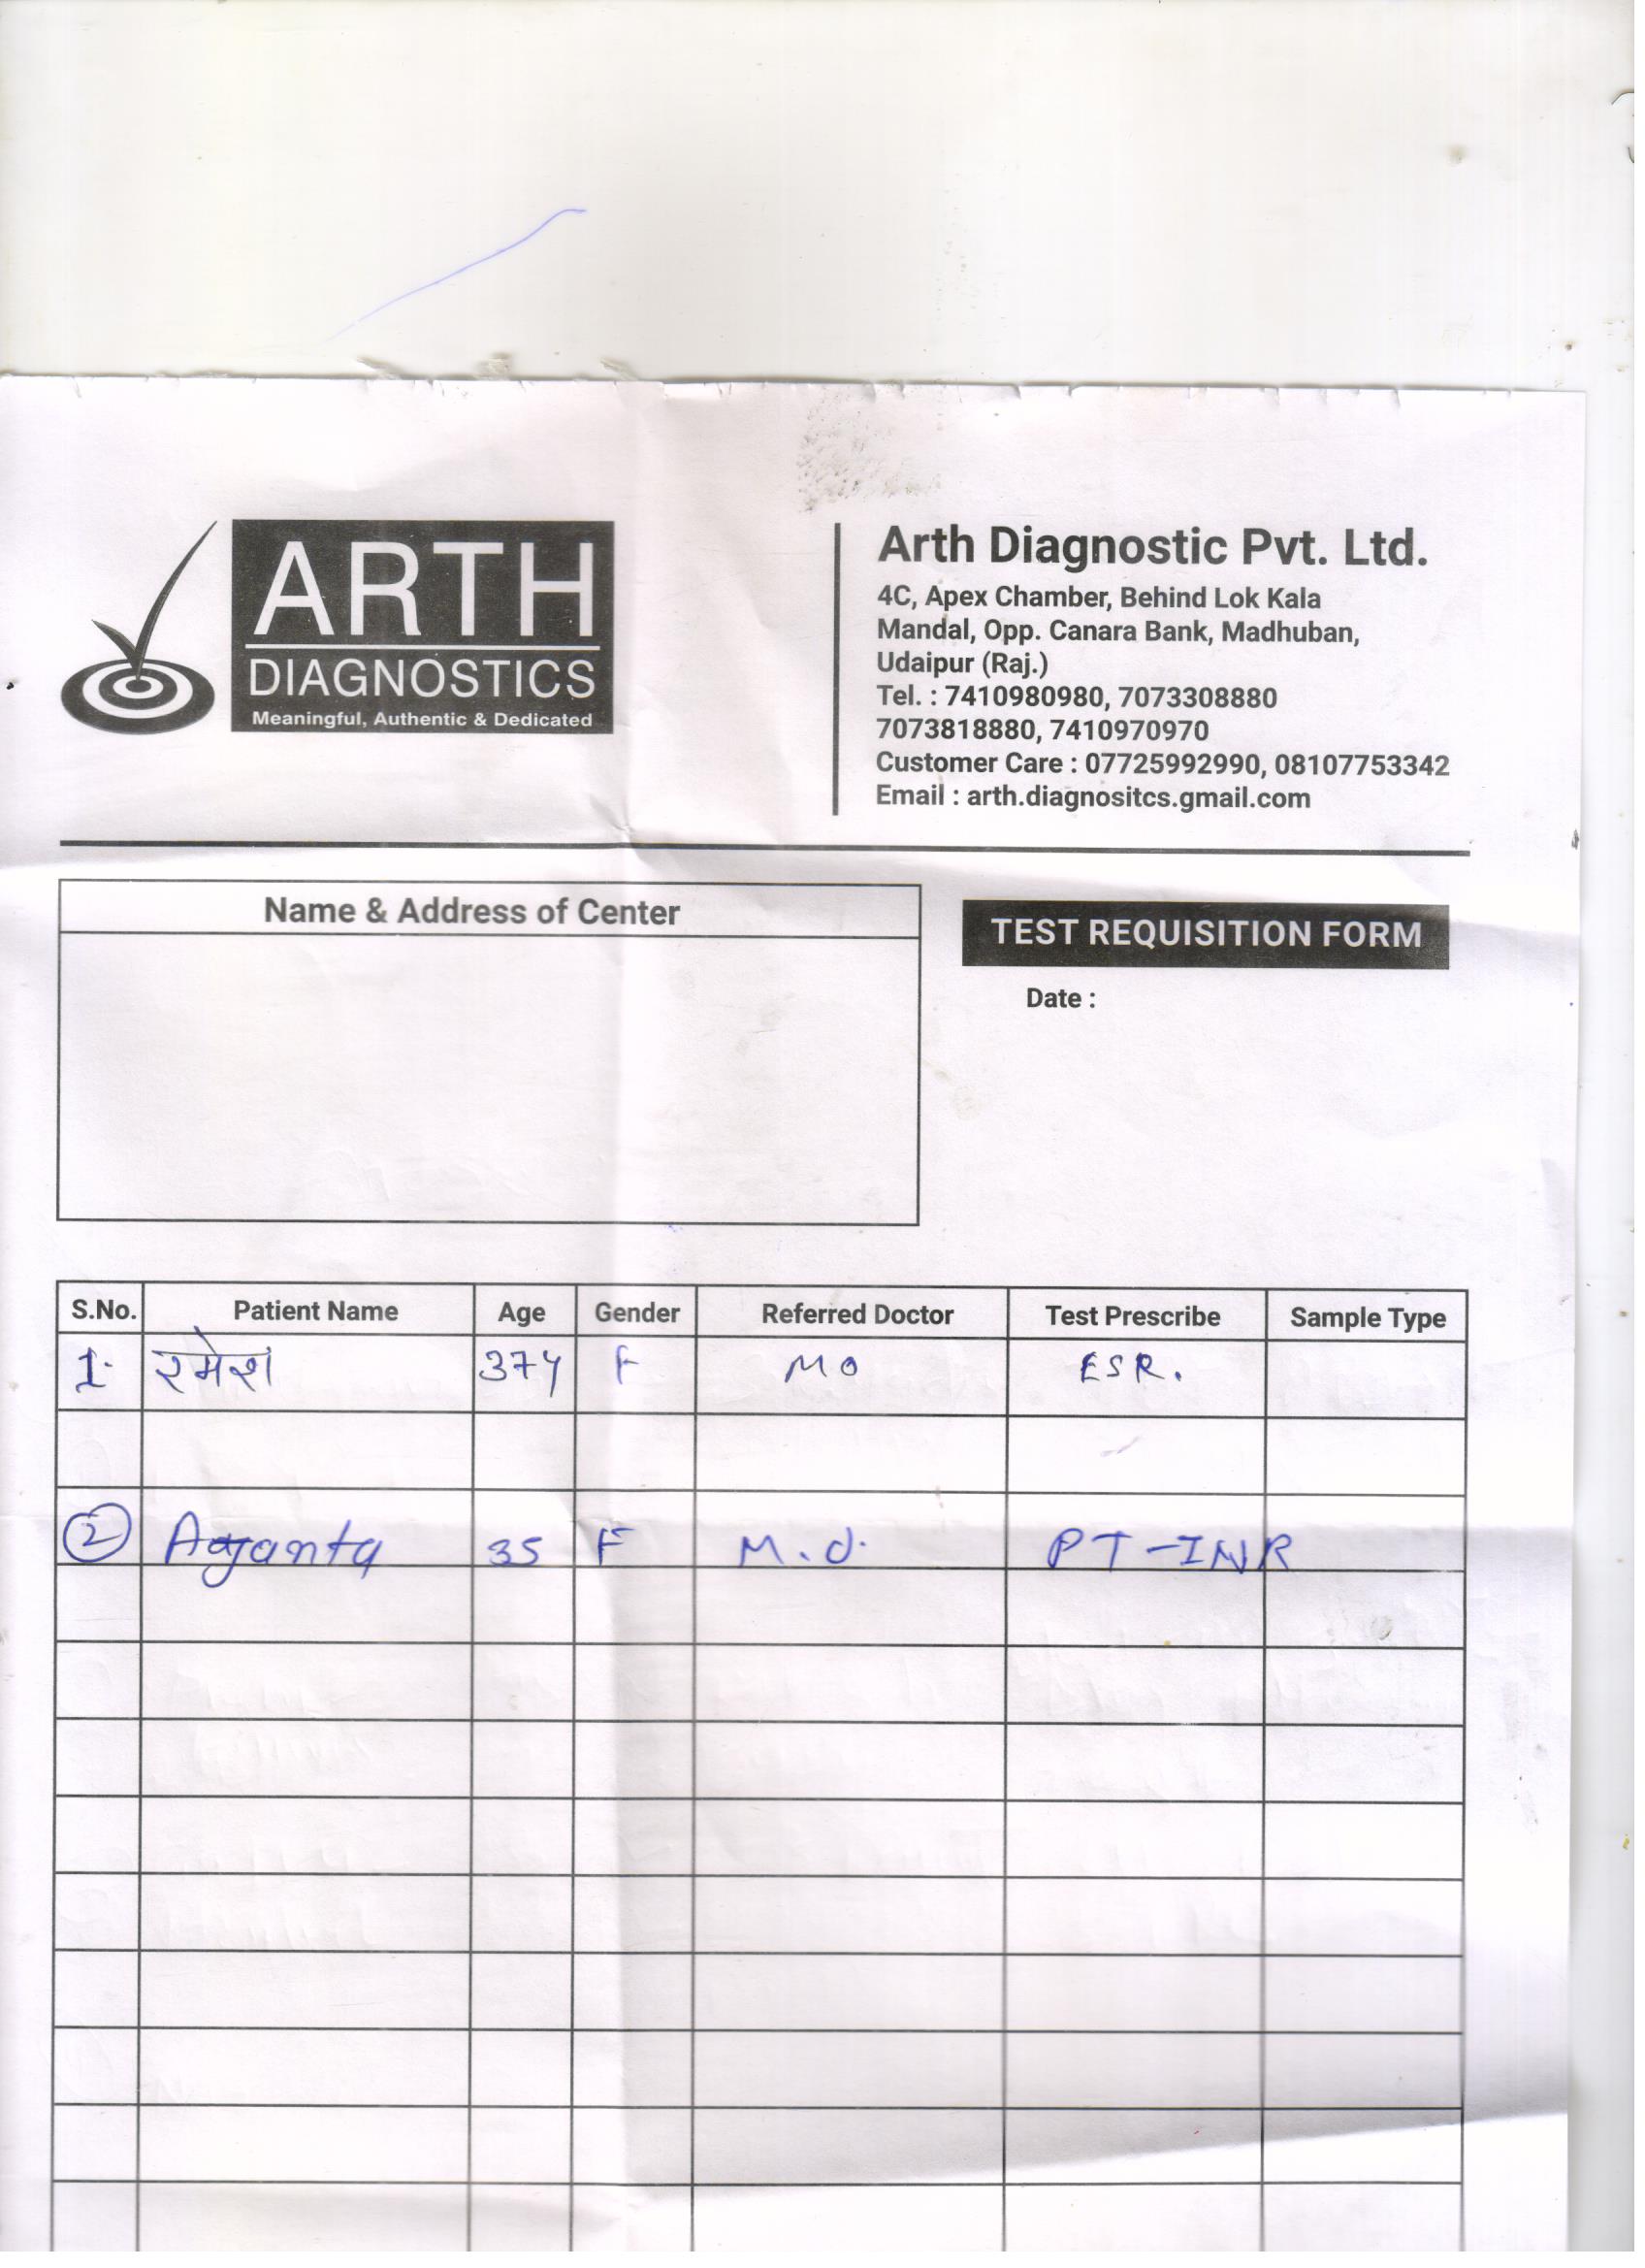 ARTH
DIAGNOSTICS
Meaningful, Authentic & Dedicated
Arth Diagnostic Pvt. Ltd.
4C, Apex Chamber, Behind Lok Kala
Mandal, Opp. Canara Bank, Madhuban,
Udaipur (Raj.)
Tel. : 7410980980, 7073308880
7073818880, 7410970970
Customer Care : 07725992990, 08107753342
Email : arth.diagnositcs.gmail.com
Name & Address of Center
TEST REQUISITION FORM
Date :
S.No. Patient Name Age Gender Referred Doctor Test Prescribe Sample Type
1. रमेश 37Y F MO ESR.
2 Ajanta 35 F M.O. PT-INR